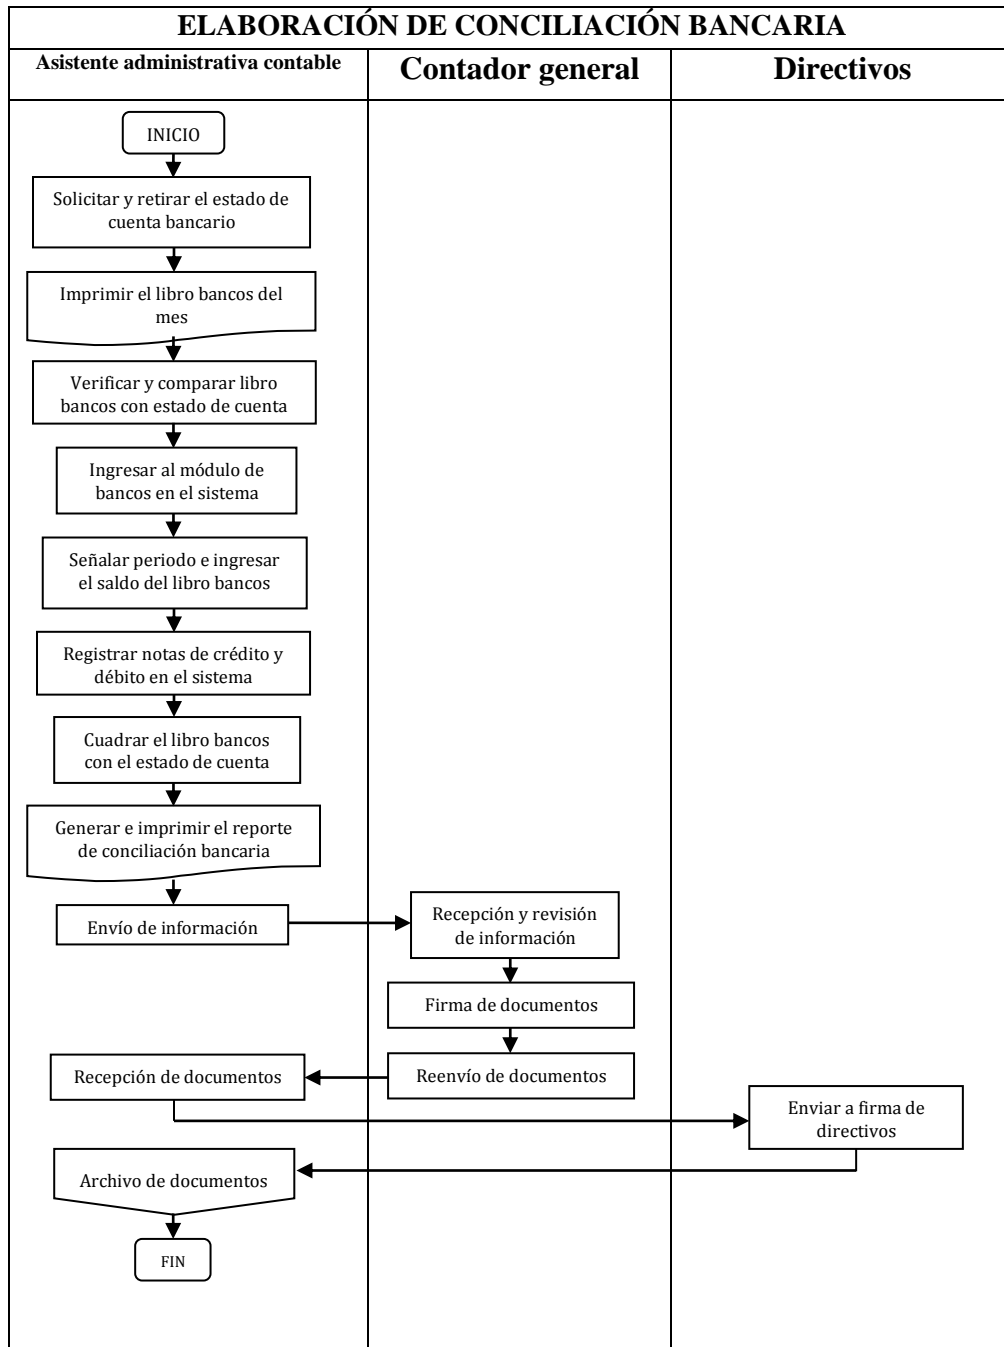 ELABORACIÓN DE CONCILIACIÓN BANCARIA
Asistente administrativa contable
Contador general
Directivos
INICIO
Solicitar y retirar el estado de
cuenta bancario
Imprimir el libro bancos del
mes
Verificar y comparar libro
bancos con estado de cuenta
Ingresar al módulo de
bancos en el sistema
Señalar periodo e ingresar
el saldo del libro bancos
Registrar notas de crédito y
débito en el sistema
Cuadrar el libro bancos
con el estado de cuenta
Generar e imprimir el reporte
de conciliación bancaria
Envío de información
Recepción y revisión
de información
Firma de documentos
Reenvío de documentos
Recepción de documentos
Enviar a firma de
directivos
Archivo de documentos
FIN